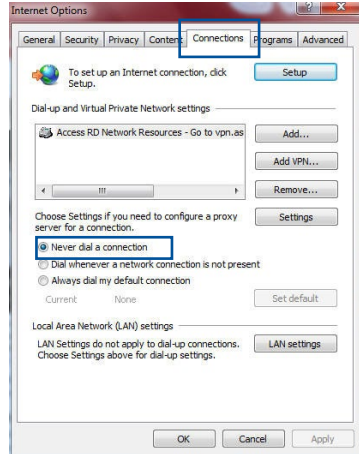 Internet Options
General Security Privacy Content Connections Programs Advanced
To set up an Internet connection, click Setup.
Setup
Dial-up and Virtual Private Network settings
Access RD Network Resources - Go to vpn.as
Add...
Add VPN...
Remove...
Choose Settings if you need to configure a proxy
server for a connection.
Settings
Never dial a connection
Dial whenever a network connection is not present
Always dial my default connection
Current None
Set default
Local Area Network (LAN) settings
LAN Settings do not apply to dial-up connections.
Choose Settings above for dial-up settings.
LAN settings
OK Cancel Apply